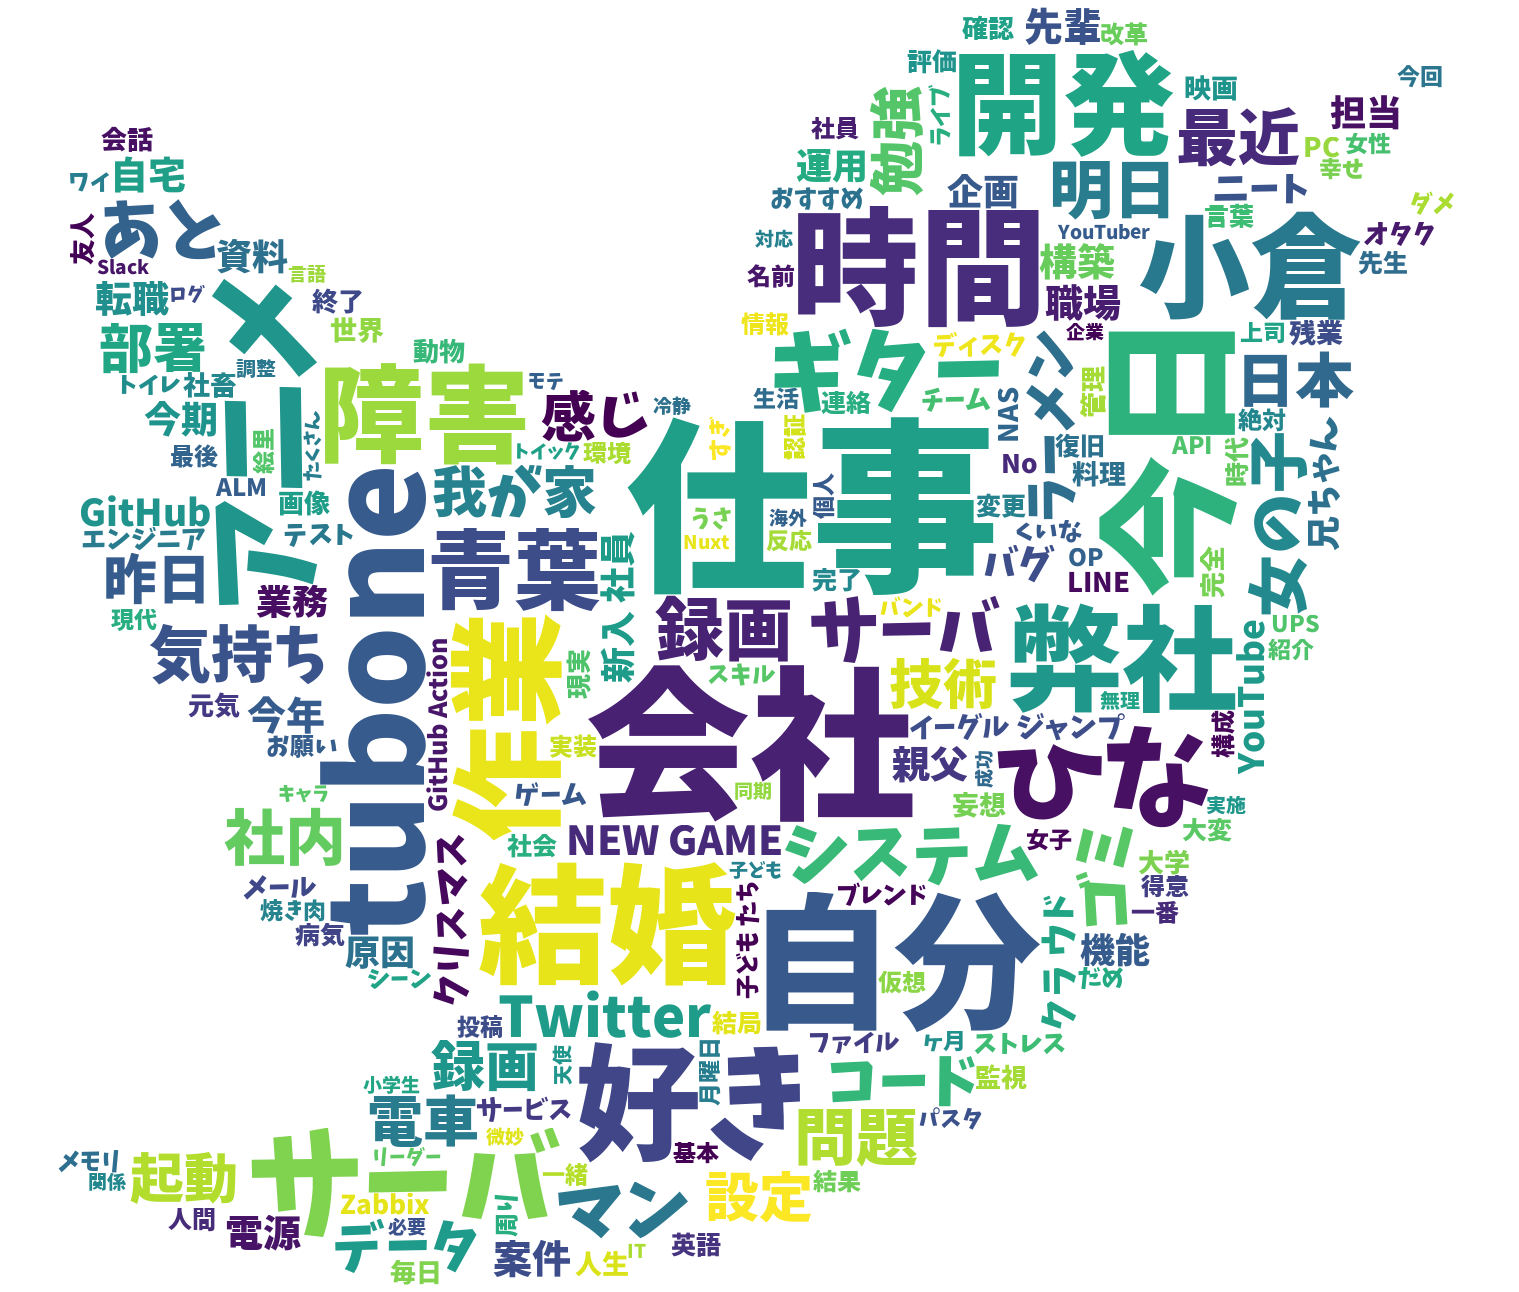 確認
先輩
改革
評価
開発
映画
今回
勉強
ライブ
社員
最近
担当
PC
女性
幸せ
会話
ワイ
自宅
運用
おすすめ
企画
明日
ニート
ダメ
友人
あと
資料
Slack
言語
対応
名前
時間
YouTuber
構築
言葉
小倉
オタク
先生
転職
ログ
終了
職場
部署
アニメ
世界
情報
企業
上司
残業
調整
動物
ギター
ディスク
今日
日本
トイレ
社畜
障害
モテ
感じ
冷静
生活
連絡
チーム
NAS
ラーメン
管理
絶対
今期
最後
絵里
たくさん
トイック
環境
すき
認証
仕事
No
復旧
料理
API
時代
女の子
兄ちゃん
ALM
画像
tubone
我が家
うさ
Nuxt
海外
個人
反応
変更
くいな
GitHub
エンジニア
テスト
青葉
新入社員
完了
バグ
OP
LINE
完全
昨日
業務
現代
気持ち
作業
録画
サーバ
バンド
弊社
UPS
紹介
GitHub Action
現実
スキル
技術
無理
YouTube
元気
今年
お願い
実装
会社
イーグルジャンプ
構成
親父
成功
ひな
キャラ
ゲーム
同期
妄想
実施
大変
社内
社会
NEW GAME
システム
女子
ゴミ
大学
得意
一番
メール
焼き肉
病気
クリスマス
結婚
子ども
子どもたち
ブレンド
自分
クラウド
機能
だめ
原因
シーン
仮想
投稿
Twitter
結局
ファイル
ヶ月
ストレス
録画
天使
好き
月曜日
コード
監視
小学生
電車
サービス
微妙
問題
パスタ
メモリ
関係
起動
サーバ
リーダー
基本
一緒
マン
設定
結果
人間
電源
Zabbix
データ
必要
周り
毎日
案件
人生
IT
英語